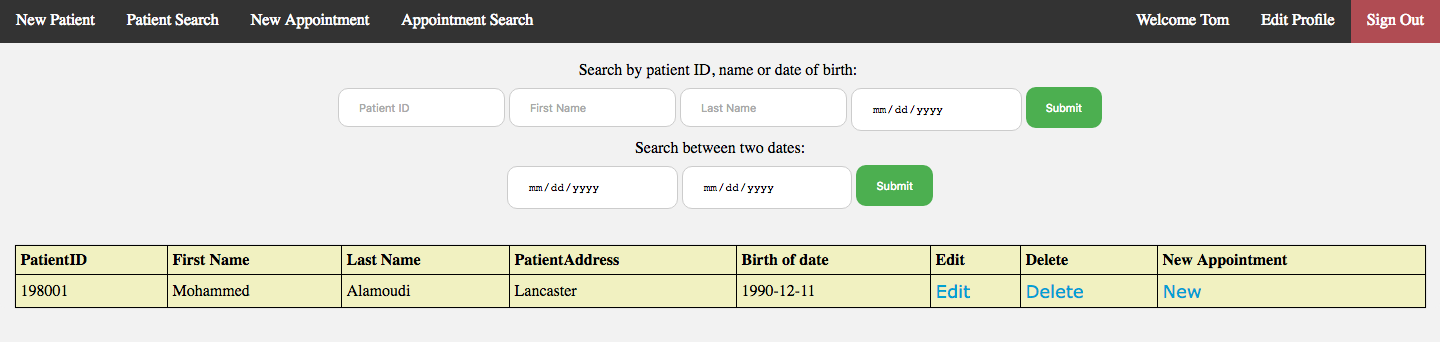 New Patient Patient Search New Appointment Appointment Search Welcome Tom Edit Profile Sign Out
Search by patient ID, name or date of birth:
Patient ID First Name Last Name mm/dd/yyyy Submit
Search between two dates:
mm/dd/yyyy mm/dd/yyyy Submit
PatientID First Name Last Name PatientAddress Birth of date Edit Delete New Appointment
198001 Mohammed Alamoudi Lancaster 1990-12-11 Edit Delete New